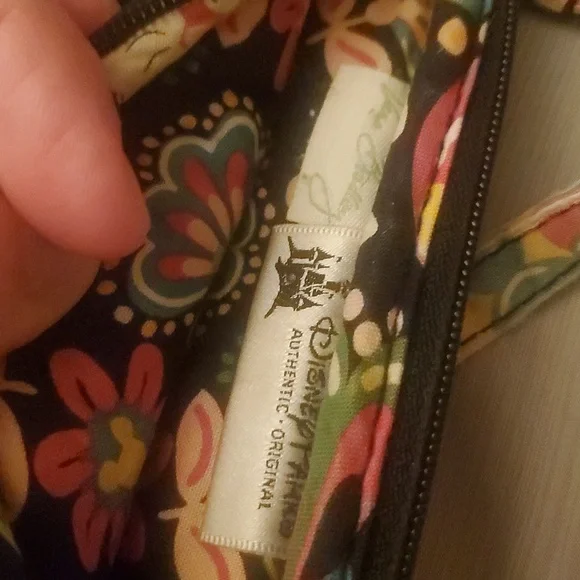 Disney PARKS
AUTHENTIC · ORIGINAL